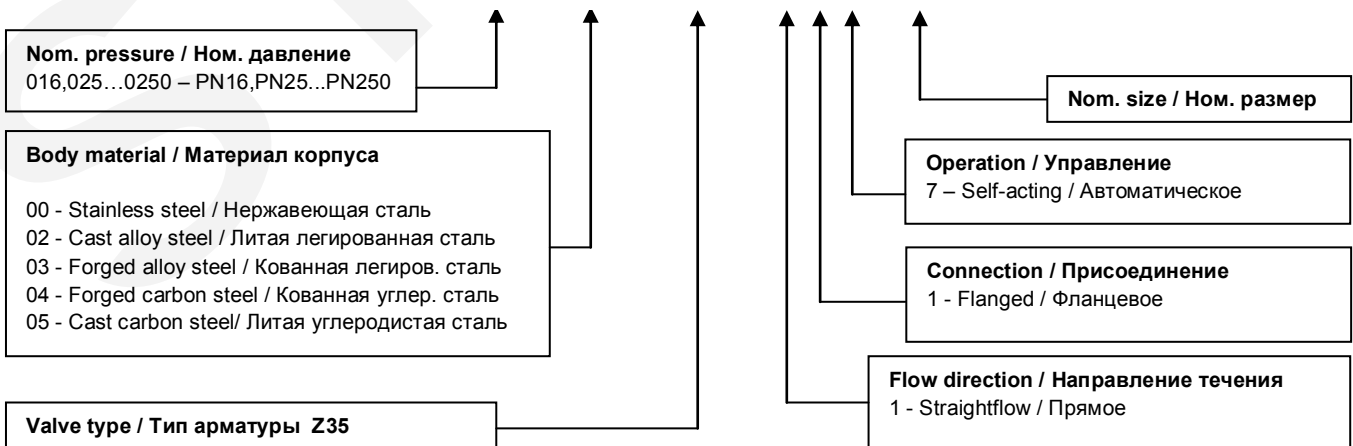 Nom. pressure / Ном. давление
016,025…0250 – PN16,PN25...PN250
Nom. size / Ном. размер
Body material / Материал корпуса
00 - Stainless steel / Нержавеющая сталь
02 - Cast alloy steel / Литая легированная сталь
03 - Forged alloy steel / Кованная легиров. сталь
04 - Forged carbon steel / Кованная углер. сталь
05 - Cast carbon steel/ Литая углеродистая сталь
Operation / Управление
7 – Self-acting / Автоматическое
Connection / Присоединение
1 - Flanged / Фланцевое
Flow direction / Направление течения
1 - Straightflow / Прямое
Valve type / Тип арматуры Z35